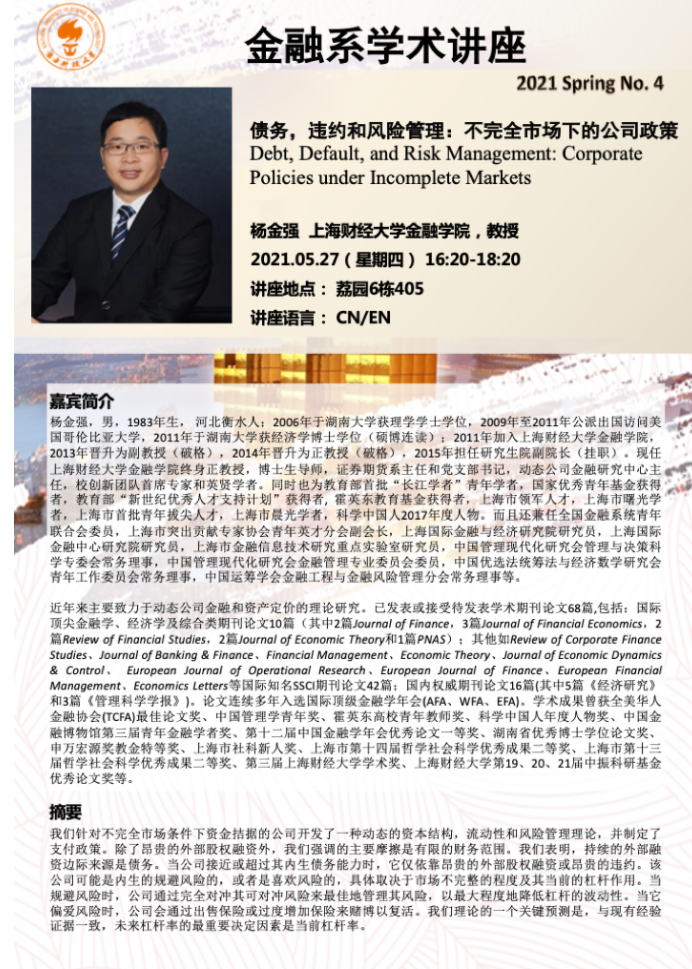 金融系学术讲座
2021 Spring No. 4
债务，违约和风险管理：不完全市场下的公司政策
Debt, Default, and Risk Management: Corporate
Policies under Incomplete Markets
杨金强 上海财经大学金融学院，教授
2021.05.27（星期四） 16:20-18:20
讲座地点： 荔园6栋405
讲座语言： CN/EN
嘉宾简介
杨金强，男，1983年生， 河北衡水人；2006年于湖南大学获理学学士学位，2009年至2011年公派出国访问美
国哥伦比亚大学，2011年于湖南大学获经济学博士学位（硕博连读）；2011年加入上海财经大学金融学院，
2013年晋升为副教授（破格），2014年晋升为正教授（破格），2015年担任研究生院副院长（挂职）。现任
上海财经大学金融学院终身正教授，博士生导师，证券期货系主任和党支部书记，动态公司金融研究中心主
任，校创新团队首席专家和英贤学者。同时也为教育部首批“长江学者”青年学者，国家优秀青年基金获得
者，教育部“新世纪优秀人才支持计划”获得者，霍英东教育基金获得者，上海市领军人才，上海市曙光学
者，上海市首批青年拔尖人才，上海市晨光学者，科学中国人2017年度人物。而且还兼任全国金融系统青年
联合会委员，上海市突出贡献专家协会青年英才分会副会长，上海国际金融与经济研究院研究员，上海国际
金融中心研究院研究员，上海市金融信息技术研究重点实验室研究员，中国管理现代化研究会管理与决策科
学专委会常务理事，中国管理现代化研究会金融管理专业委员会委员，中国优选法统筹法与经济数学研究会
青年工作委员会常务理事，中国运筹学会金融工程与金融风险管理分会常务理事等。
近年来主要致力于动态公司金融和资产定价的理论研究。已发表或接受待发表学术期刊论文68篇,包括：国际
顶尖金融学、经济学及综合类期刊论文10篇（其中2篇Journal of Finance，3篇Journal of Financial Economics，2
篇Review of Financial Studies，2篇Journal of Economic Theory和1篇PNAS）；其他如Review of Corporate Finance
Studies、Journal of Banking & Finance、Financial Management、Economic Theory、Journal of Economic Dynamics
& Control、 European Journal of Operational Research、European Journal of Finance、European Financial
Management、Economics Letters等国际知名SSCI期刊论文42篇；国内权威期刊论文16篇(其中5篇《经济研究》
和3篇《管理科学学报》)。论文连续多年入选国际顶级金融学年会(AFA、WFA、EFA)。学术成果曾获全美华人
金融协会(TCFA)最佳论文奖、中国管理学青年奖、霍英东高校青年教师奖、科学中国人年度人物奖、中国金
融博物馆第三届青年金融学者奖、第十二届中国金融学年会优秀论文一等奖、湖南省优秀博士学位论文奖、
申万宏源奖教金特等奖、上海市社科新人奖、上海市第十四届哲学社会科学优秀成果二等奖、上海市第十三
届哲学社会科学优秀成果二等奖、第三届上海财经大学学术奖、上海财经大学第19、20、21届中振科研基金
优秀论文奖等。
摘要
我们针对不完全市场条件下资金拮据的公司开发了一种动态的资本结构，流动性和风险管理理论，并制定了
支付政策。除了昂贵的外部股权融资外，我们强调的主要摩擦是有限的财务范围。我们表明，持续的外部融
资边际来源是债务。当公司接近或超过其内生债务能力时，它仅依靠昂贵的外部股权融资或昂贵的违约。该
公司可能是内生的规避风险的，或者是喜欢风险的，具体取决于市场不完整的程度及其当前的杠杆作用。当
规避风险时，公司通过完全对冲其可对冲风险来最佳地管理其风险，以最大程度地降低杠杆的波动性。当它
偏爱风险时，公司会通过出售保险或过度增加保险来赌博以复活。我们理论的一个关键预测是，与现有经验
证据一致，未来杠杆率的最重要决定因素是当前杠杆率。